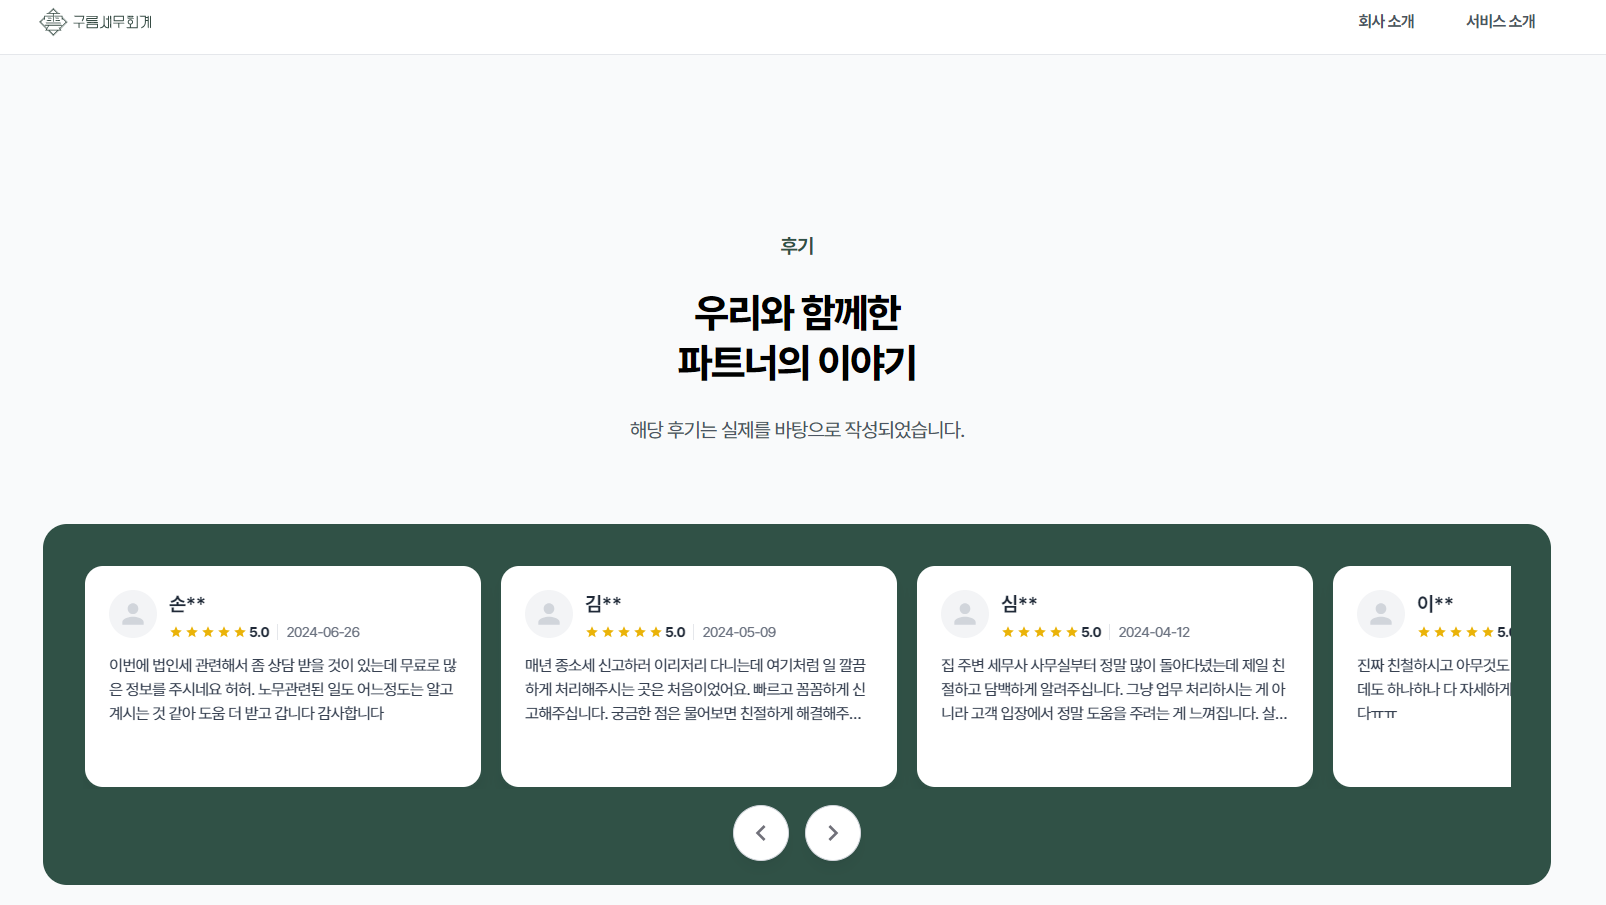 구름세무회계
회사 소개
서비스 소개
후기
우리와 함께한
파트너의 이야기
해당 후기는 실제를 바탕으로 작성되었습니다.
손**
5.0 2024-06-26
이번에 법인세 관련해서 좀 상담 받을 것이 있는데 무료로 많
은 정보를 주시네요 허허. 노무관련된 일도 어느정도는 알고
계시는 것 같아 도움 더 받고 갑니다 감사합니다
김**
5.0 2024-05-09
매년 종소세 신고하러 이리저리 다니는데 여기처럼 일 깔끔
하게 처리해주시는 곳은 처음이었어요. 빠르고 꼼꼼하게 신
고해주십니다. 궁금한 점은 물어보면 친절하게 해결해주...
심**
5.0 2024-04-12
집 주변 세무사 사무실부터 정말 많이 돌아다녔는데 제일 친
절하고 담백하게 알려주십니다. 그냥 업무 처리하시는 게 아
니라 고객 입장에서 정말 도움을 주려는 게 느껴집니다. 살...
이**
5.0
진짜 친철하시고 아무것도
데도 하나하나 다 자세하게
다ㅠㅠ